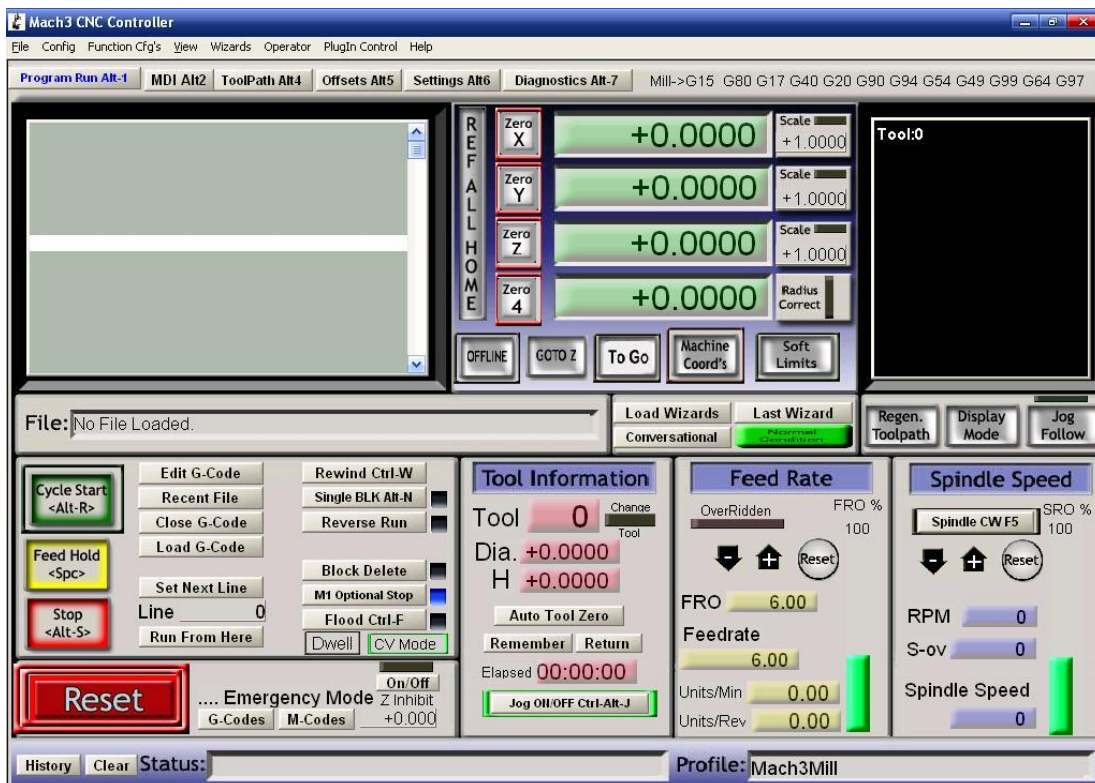 Mach3 CNC Controller
File Config Function Cfg's View Wizards Operator PlugIn Control Help
Program Run Alt-1 MDI Alt2 ToolPath Alt4 Offsets Alt5 Settings Alt6 Diagnostics Alt-7 Mill->G15 G80 G17 G40 G20 G90 G94 G54 G49 G99 G64 G97
REF ALL HOME
Zero X +0.0000 Scale +1.0000
Zero Y +0.0000 Scale +1.0000
Zero Z +0.0000 Scale +1.0000
Zero 4 +0.0000 Radius Correct
OFFLINE GOTO Z To Go Machine Coord's Soft Limits
Tool:0
File: No File Loaded.
Load Wizards Last Wizard
Conversational Normal Condition
Regen. Toolpath Display Mode Jog Follow
Cycle Start <Alt-R>
Feed Hold <Spc>
Stop <Alt-S>
Edit G-Code
Recent File
Close G-Code
Load G-Code
Set Next Line
Line 0
Run From Here
Rewind Ctrl-W
Single BLK Alt-N
Reverse Run
Block Delete
M1 Optional Stop
Flood Ctrl-F
Dwell CV Mode
Reset
.... Emergency Mode
G-Codes M-Codes
On/Off
Z Inhibit
+0.000
Tool Information
Tool 0 Change Tool
Dia. +0.0000
H +0.0000
Auto Tool Zero
Remember Return
Elapsed 00:00:00
Jog ON/OFF Ctrl-Alt-J
Feed Rate
OverRidden FRO %
100
Reset
FRO 6.00
Feedrate
6.00
Units/Min 0.00
Units/Rev 0.00
Spindle Speed
Spindle CW F5 SRO %
100
Reset
RPM 0
S-ov 0
Spindle Speed
0
History Clear Status:
Profile: Mach3Mill